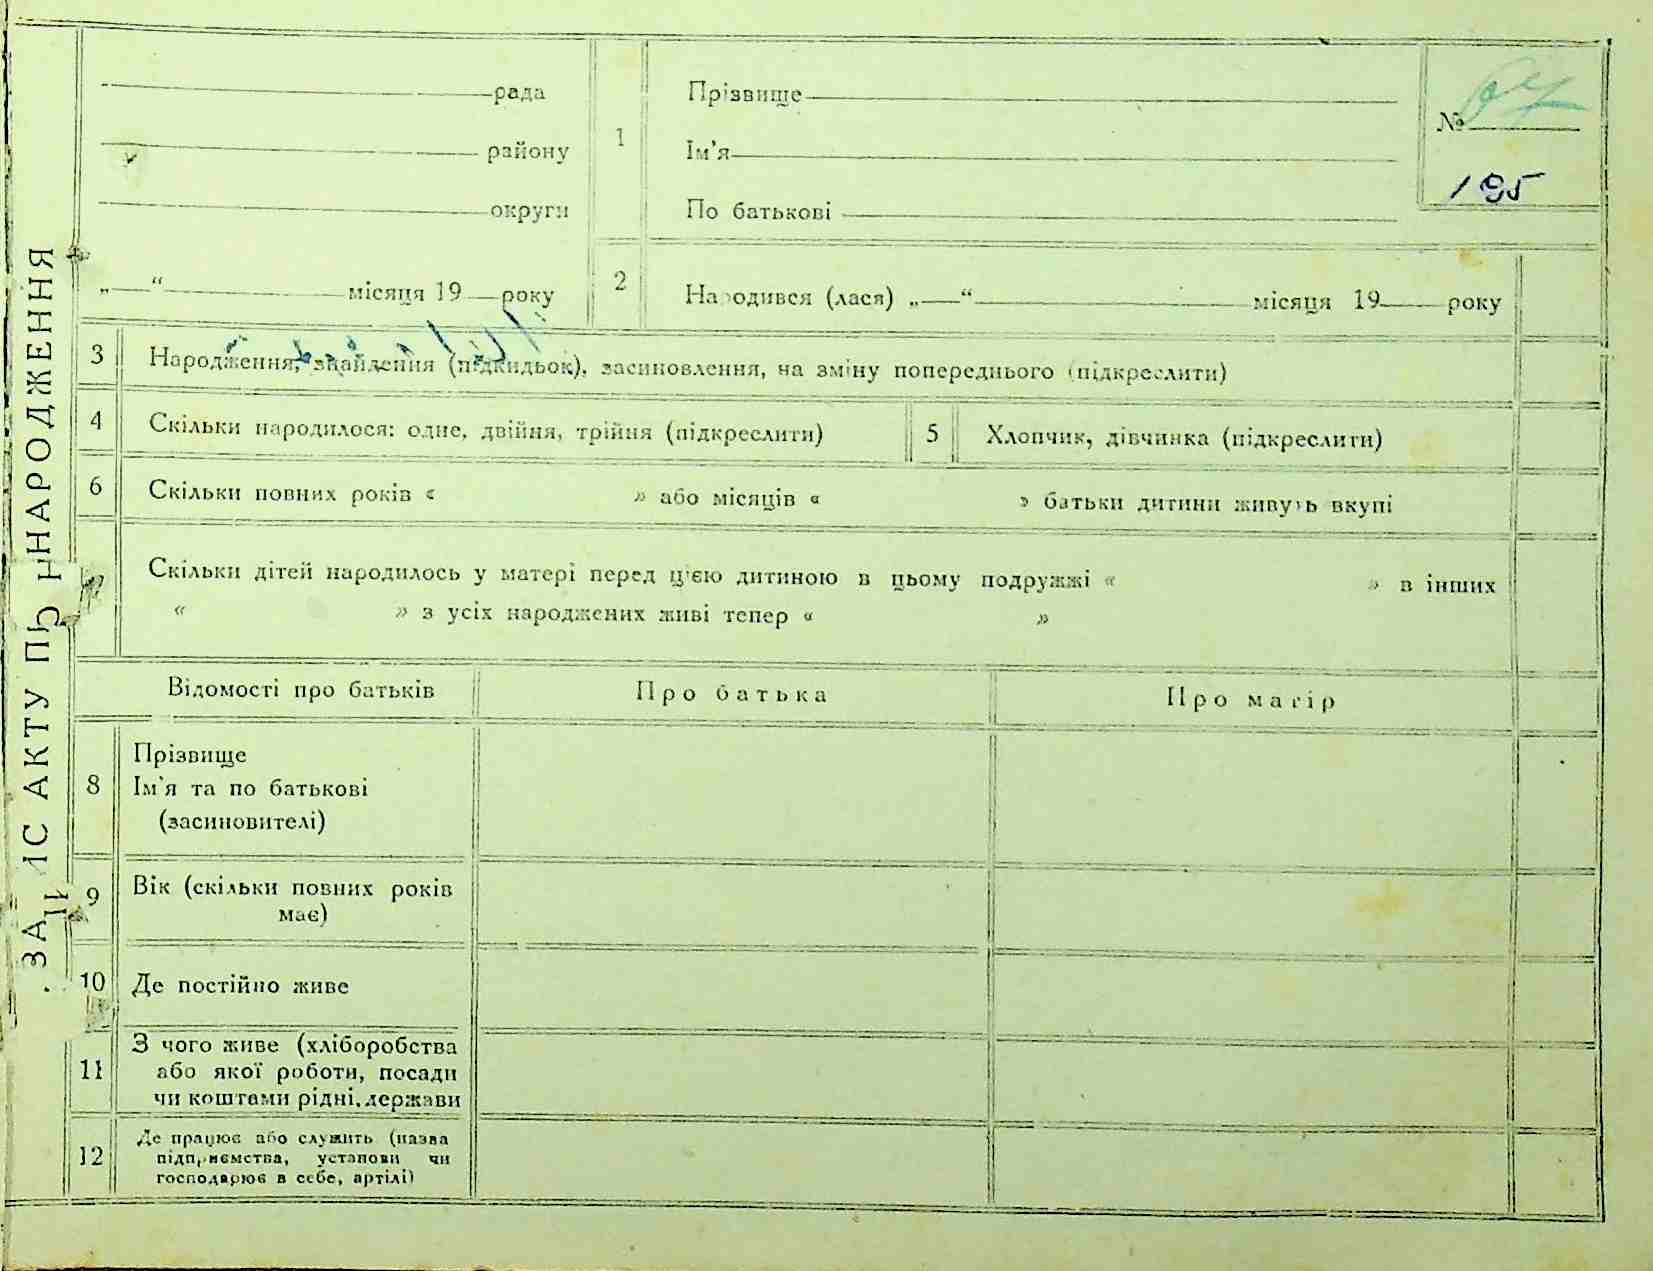 ЗАПИС АКТУ ПРО НАРОДЖЕННЯ
рада
району
округи
„ “ місяця 19 року
1
Прізвище
Ім’я
По батькові
№
195
2
Народився (лася) „ “ місяця 19 року
3 Народження, знайдення (підкидьок), засиновлення, на зміну попереднього (підкреслити)
4 Скільки народилося: одне, двійня, трійня (підкреслити)
5 Хлопчик, дівчинка (підкреслити)
6 Скільки повних років « » або місяців « » батьки дитини живуть вкупі
Скільки дітей народилось у матері перед цією дитиною в цьому подружжі « » в інших
« » з усіх народжених живі тепер « »
Відомості про батьків
Про батька
Про матір
8
Прізвище
Ім’я та по батькові
(засиновителі)
9
Вік (скільки повних років
має)
10 Де постійно живе
11
З чого живе (хліборобства
або якої роботи, посади
чи коштами рідні, держави
12
Де працює або служить (назва
підприємства, установи чи
господарює в себе, артілі)